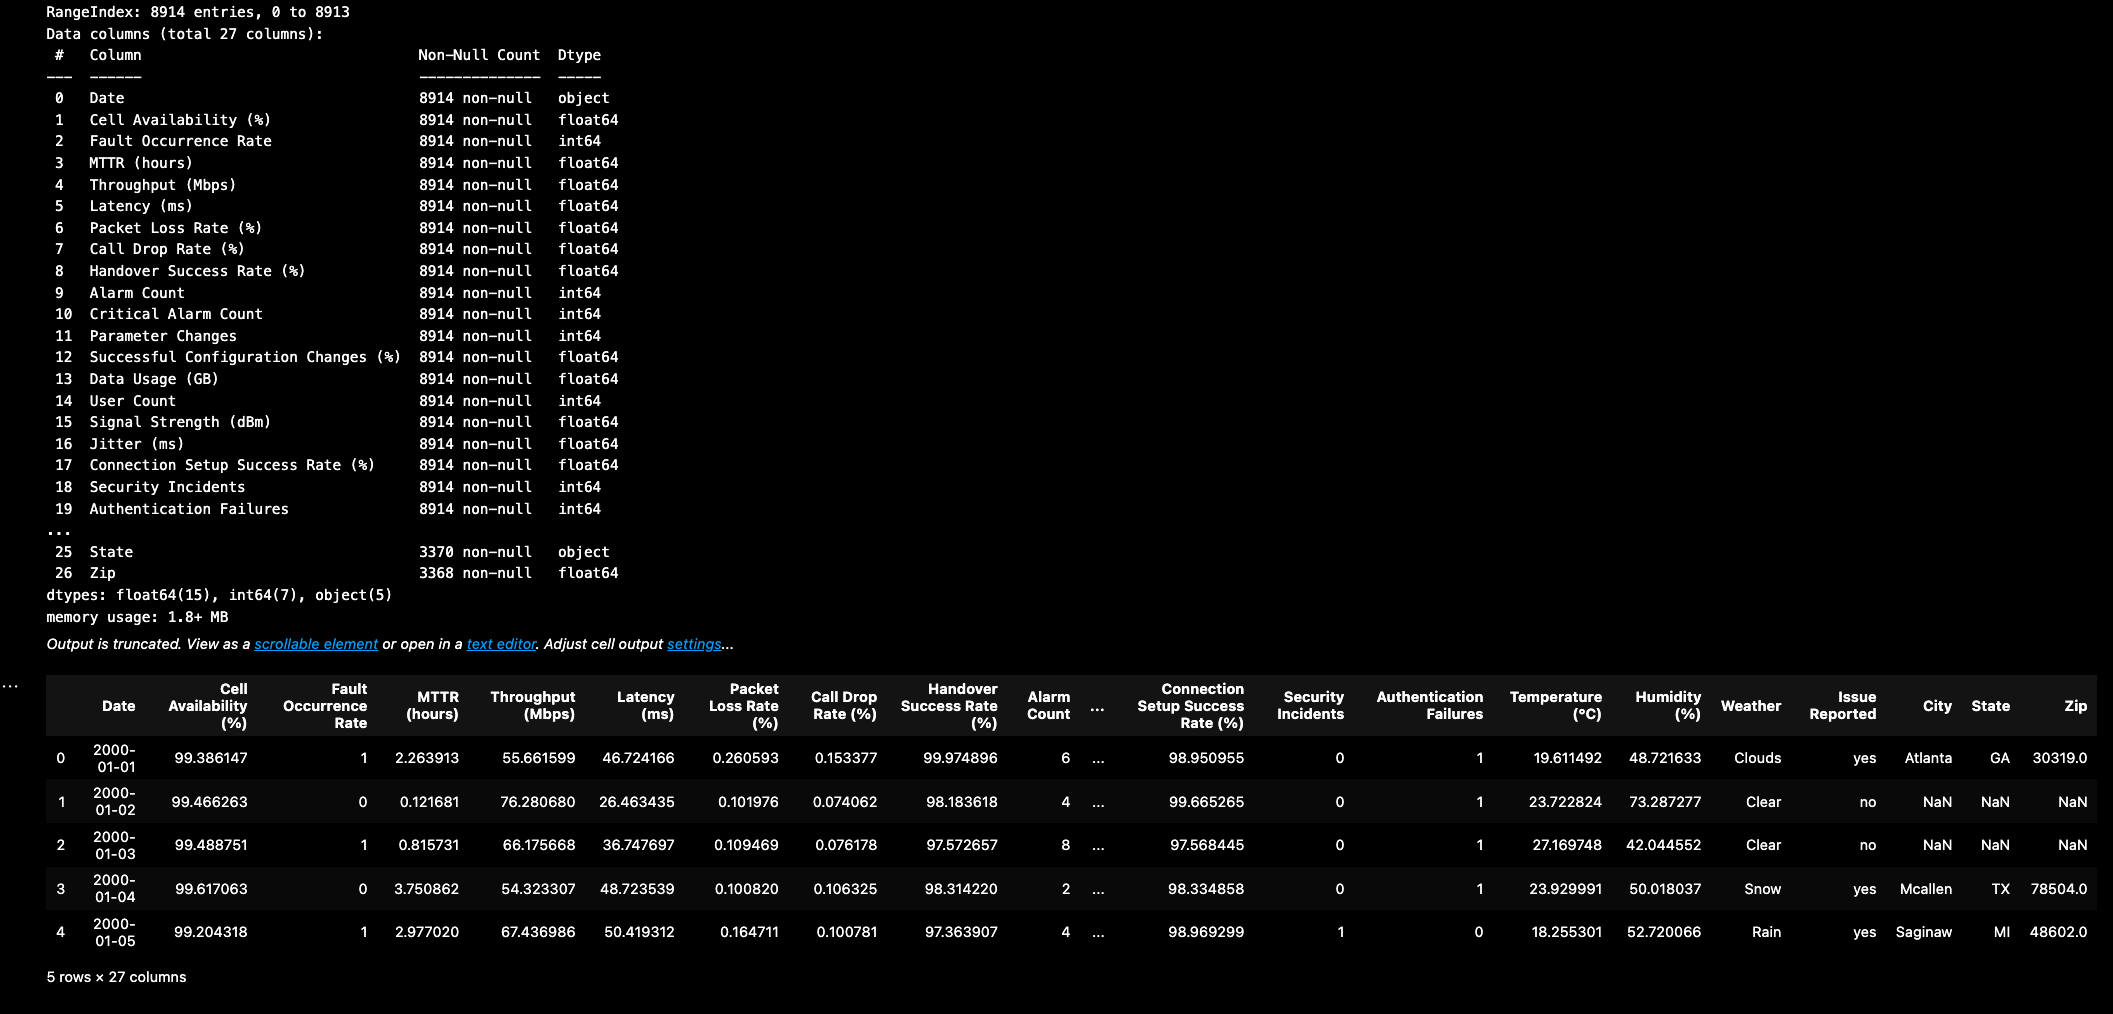 RangeIndex: 8914 entries, 0 to 8913
Data columns (total 27 columns):
 #   Column                                Non-Null Count  Dtype
---  ------                                --------------  -----
 0   Date                                  8914 non-null   object
 1   Cell Availability (%)                 8914 non-null   float64
 2   Fault Occurrence Rate                 8914 non-null   int64
 3   MTTR (hours)                          8914 non-null   float64
 4   Throughput (Mbps)                     8914 non-null   float64
 5   Latency (ms)                          8914 non-null   float64
 6   Packet Loss Rate (%)                  8914 non-null   float64
 7   Call Drop Rate (%)                    8914 non-null   float64
 8   Handover Success Rate (%)             8914 non-null   float64
 9   Alarm Count                           8914 non-null   int64
 10  Critical Alarm Count                  8914 non-null   int64
 11  Parameter Changes                     8914 non-null   int64
 12  Successful Configuration Changes (%)  8914 non-null   float64
 13  Data Usage (GB)                       8914 non-null   float64
 14  User Count                            8914 non-null   int64
 15  Signal Strength (dBm)                 8914 non-null   float64
 16  Jitter (ms)                           8914 non-null   float64
 17  Connection Setup Success Rate (%)     8914 non-null   float64
 18  Security Incidents                    8914 non-null   int64
 19  Authentication Failures               8914 non-null   int64
...
 25  State                                 3370 non-null   object
 26  Zip                                   3368 non-null   float64
dtypes: float64(15), int64(7), object(5)
memory usage: 1.8+ MB
Output is truncated. View as a scrollable element or open in a text editor. Adjust cell output settings...
...
Date Cell Availability (%) Fault Occurrence Rate MTTR (hours) Throughput (Mbps) Latency (ms) Packet Loss Rate (%) Call Drop Rate (%) Handover Success Rate (%) Alarm Count ... Connection Setup Success Rate (%) Security Incidents Authentication Failures Temperature (°C) Humidity (%) Weather Issue Reported City State Zip
0 2000-01-01 99.386147 1 2.263913 55.661599 46.724166 0.260593 0.153377 99.974896 6 ... 98.950955 0 1 19.611492 48.721633 Clouds yes Atlanta GA 30319.0
1 2000-01-02 99.466263 0 0.121681 76.280680 26.463435 0.101976 0.074062 98.183618 4 ... 99.665265 0 1 23.722824 73.287277 Clear no NaN NaN NaN
2 2000-01-03 99.488751 1 0.815731 66.175668 36.747697 0.109469 0.076178 97.572657 8 ... 97.568445 0 1 27.169748 42.044552 Clear no NaN NaN NaN
3 2000-01-04 99.617063 0 3.750862 54.323307 48.723539 0.100820 0.106325 98.314220 2 ... 98.334858 0 1 23.929991 50.018037 Snow yes Mcallen TX 78504.0
4 2000-01-05 99.204318 1 2.977020 67.436986 50.419312 0.164711 0.100781 97.363907 4 ... 98.969299 1 0 18.255301 52.720066 Rain yes Saginaw MI 48602.0
5 rows × 27 columns